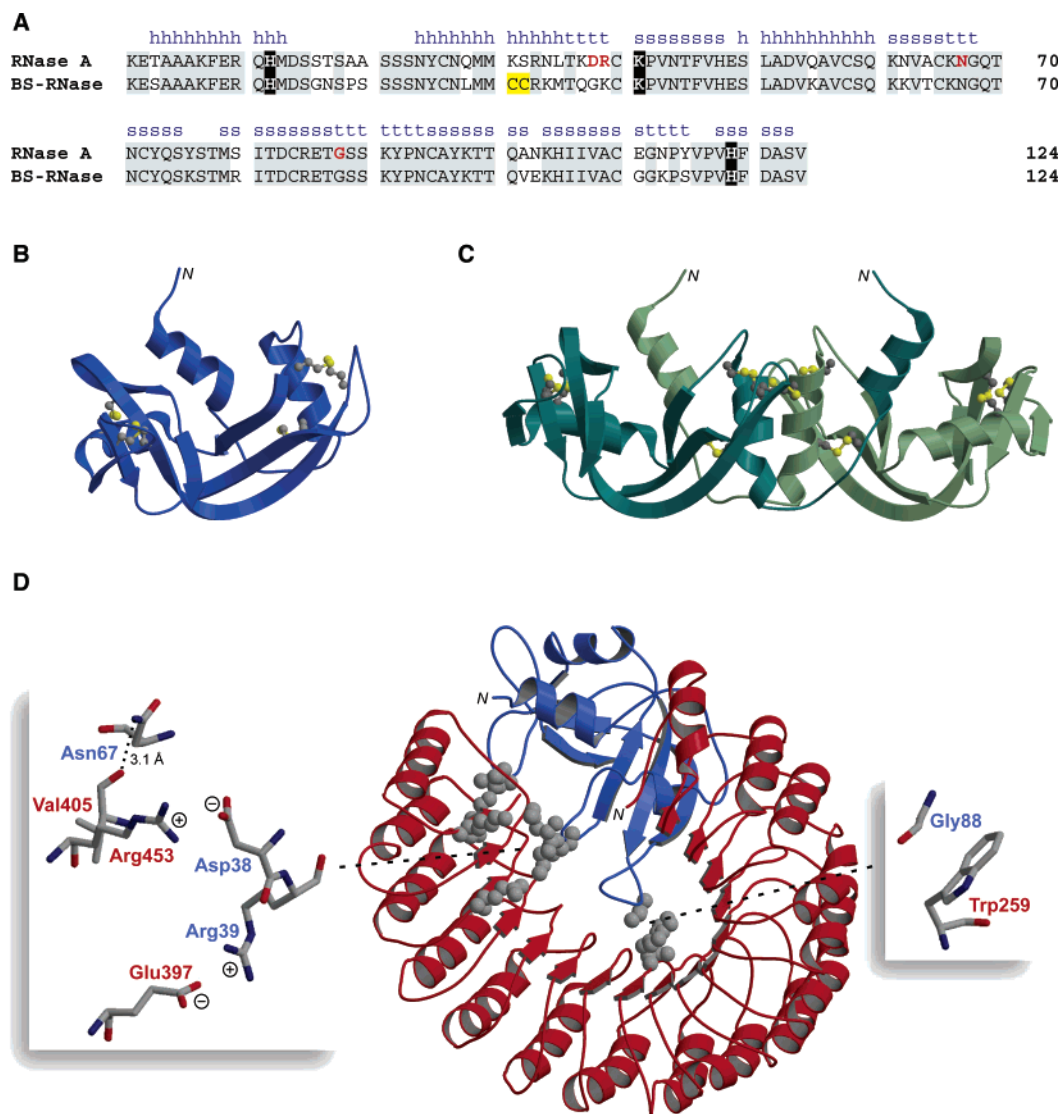 A
hhhhhhhh hhh hhhhhhh hhhhhtttt ssssssss h hhhhhhhhhh sssssttt
RNase A KETAAAKFER QHMDSSTSAA SSSNYCNQMM KSRNLTKDRC KPVNTFVHES LADVQAVCSQ KNVACKNGQT 70
BS-RNase KESAAAKFER QHMDSGNSPS SSSNYCNLMM CCRKMTQGKC KPVNTFVHES LADVKAVCSQ KKVTCKNGQT 70
sssss ss sssssssttt ttttssssss ss sssssss stttt sss sss
RNase A NCYQSYSTMS ITDCRETGSS KYPNCAYKTT QANKHIIVAC EGNPYVPVHF DASV 124
BS-RNase NCYQSKSTMR ITDCRETGSS KYPNCAYKTT QVEKHIIVAC GGKPSVPVHF DASV 124
B
C
N
N
N
D
N
N
Asn67
3.1 Å
Val405
Arg453
Asp38
Arg39
Glu397
Gly88
Trp259